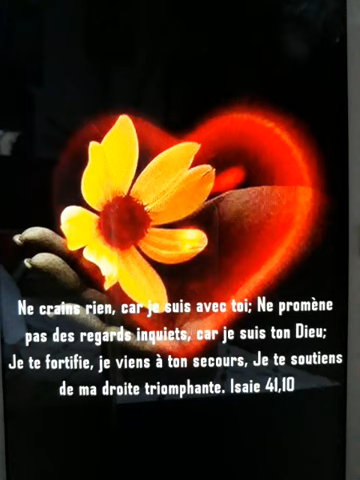 Ne crains rien, car je suis avec toi; Ne promène
pas des regards inquiets, car je suis ton Dieu;
Je te fortifie, je viens à ton secours, Je te soutiens
de ma droite triomphante. Isaie 41,10